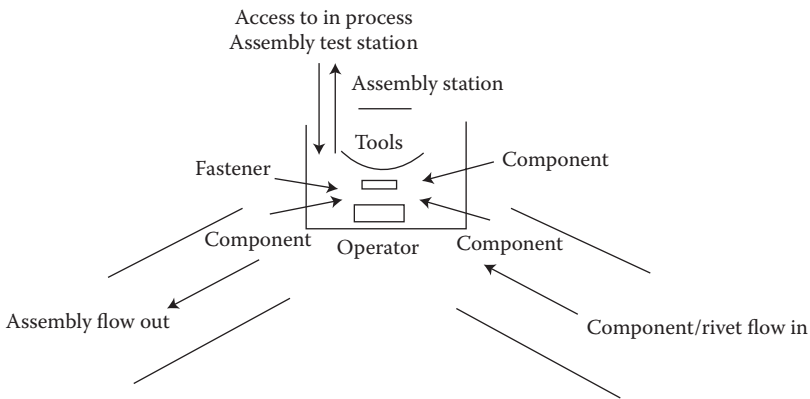 Access to in process
Assembly test station
Assembly station
Tools
Component
Fastener
Component
Operator
Component
Assembly flow out
Component/rivet flow in